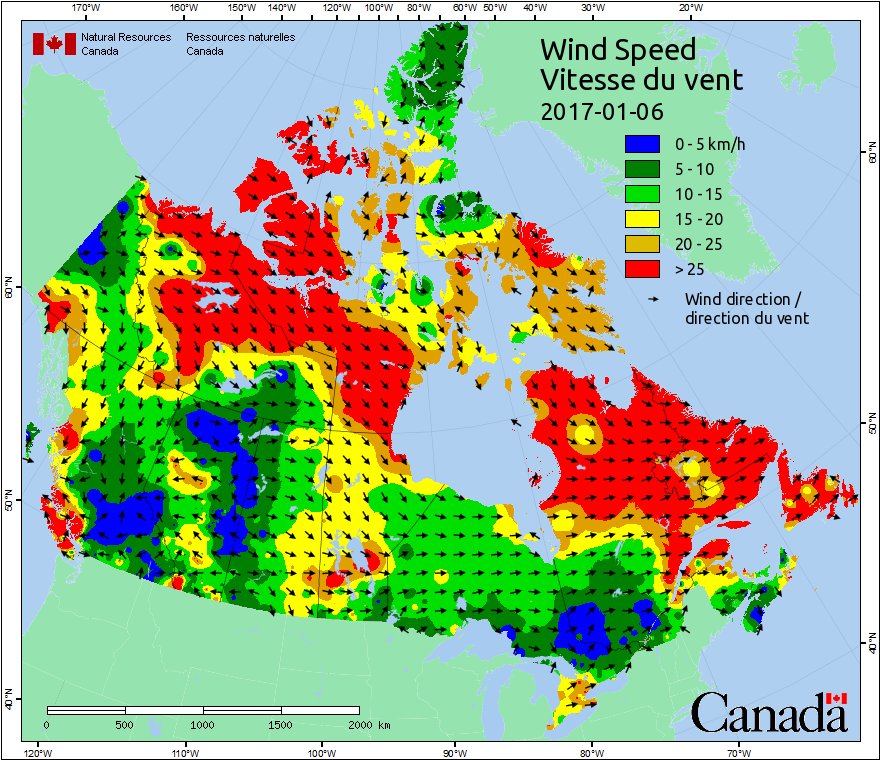 170°W 160°W 150°W 140°W 120°W 110°W 100°W 80°W 60°W 50°W 40°W 30°W 20°W
Natural Resources Ressources naturelles
Canada Canada
Wind Speed
Vitesse du vent
2017-01-06
0 - 5 km/h
5 - 10
10 - 15
15 - 20
20 - 25
> 25
Wind direction /
direction du vent
60°N
60°N
50°N
50°N
40°N
40°N
0 500 1000 1500 2000 km
Canada
120°W 110°W 100°W 90°W 80°W 70°W